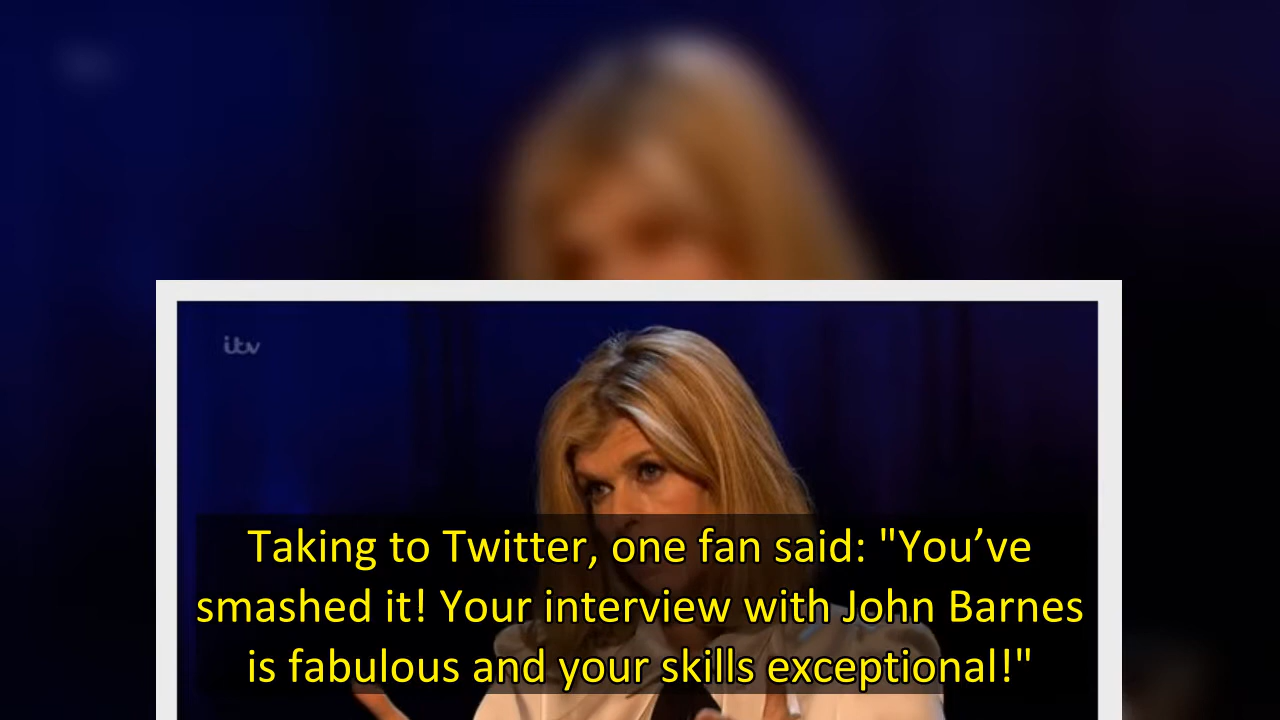 itv
Taking to Twitter, one fan said: "You’ve
smashed it! Your interview with John Barnes
is fabulous and your skills exceptional!"